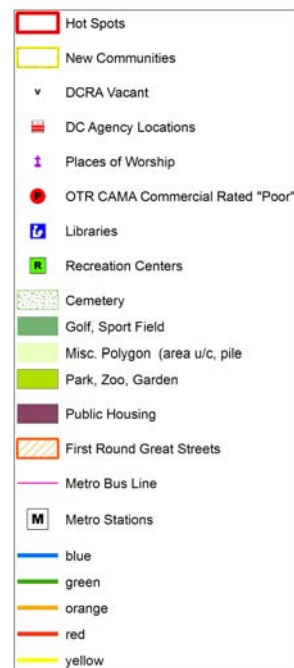 Hot Spots
New Communities
v DCRA Vacant
DC Agency Locations
Places of Worship
P OTR CAMA Commercial Rated "Poor"
Libraries
R Recreation Centers
Cemetery
Golf, Sport Field
Misc. Polygon (area u/c, pile
Park, Zoo, Garden
Public Housing
First Round Great Streets
Metro Bus Line
M Metro Stations
blue
green
orange
red
yellow